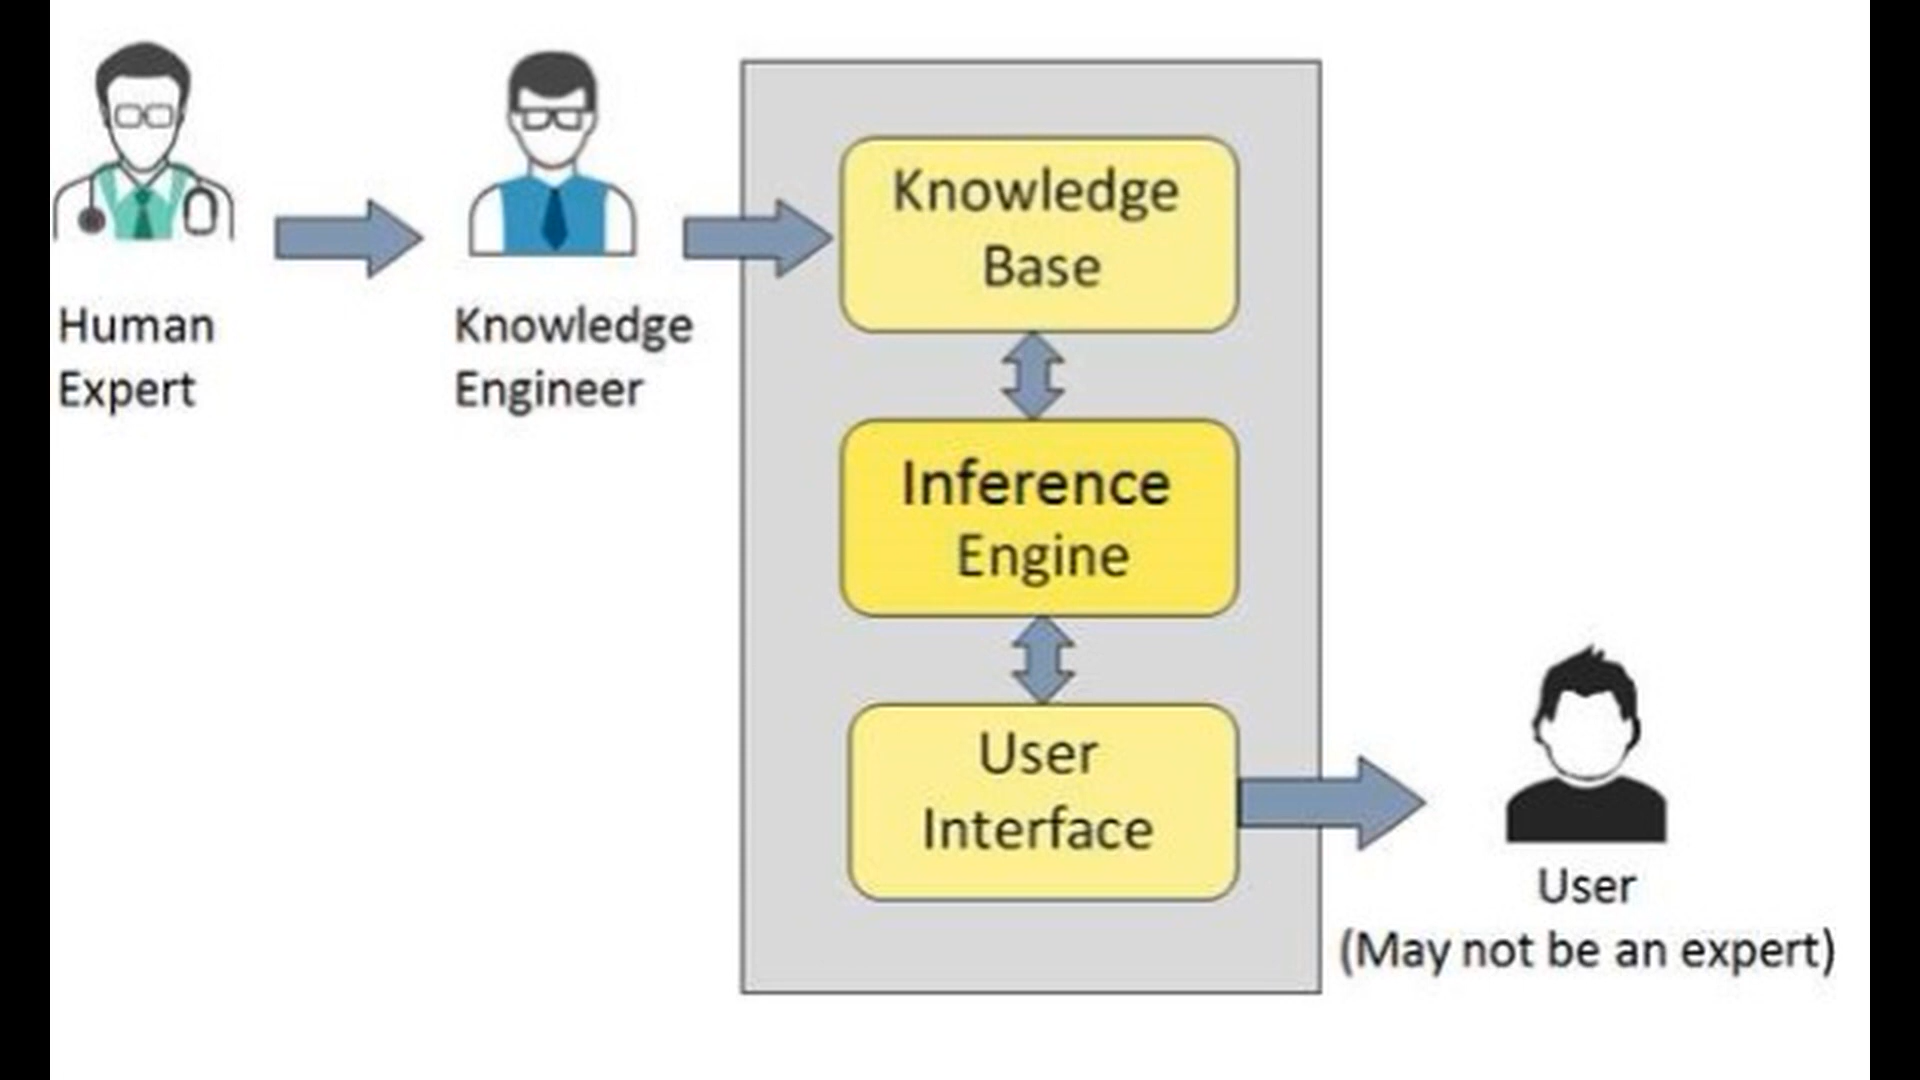 Human
Expert
Knowledge
Engineer
Knowledge
Base
Inference
Engine
User
Interface
User
(May not be an expert)